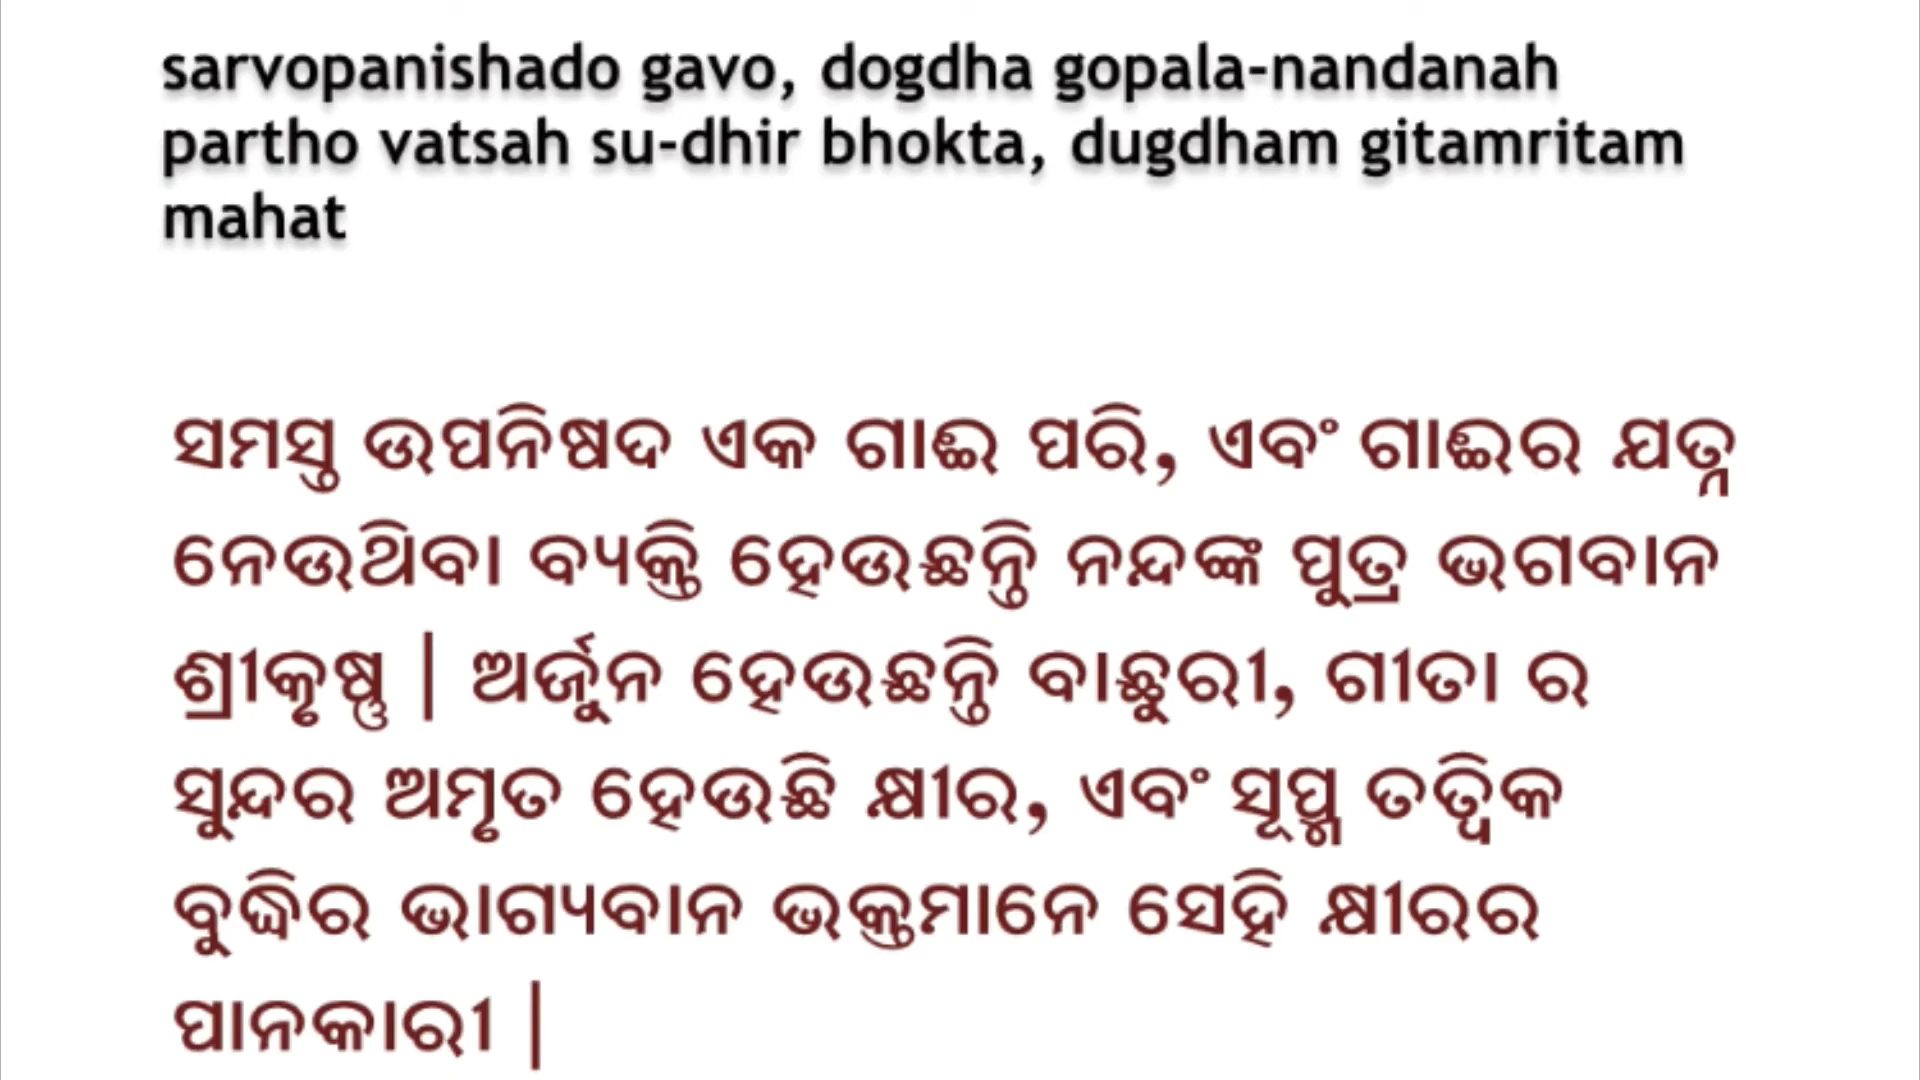 sarvopanishado gavo, dogdha gopala-nandanah
partho vatsah su-dhir bhokta, dugdham gitamritam
mahat
ସମସ୍ତ ଉପନିଷଦ ଏକ ଗାଈ ପରି, ଏବଂ ଗାଈର ଯତ୍ନ
ନେଉଥିବା ବ୍ୟକ୍ତି ହେଉଛନ୍ତି ନନ୍ଦଙ୍କ ପୁତ୍ର ଭଗବାନ
ଶ୍ରୀକୃଷ୍ଣ | ଅର୍ଜୁନ ହେଉଛନ୍ତି ବାଛୁରୀ, ଗୀତା ର
ସୁନ୍ଦର ଅମୃତ ହେଉଛି କ୍ଷୀର, ଏବଂ ସୂପ୍ମ ତତ୍ତ୍ୱିକ
ବୁଦ୍ଧିର ଭାଗ୍ୟବାନ ଭକ୍ତମାନେ ସେହି କ୍ଷୀରର
ପାନକାରୀ |